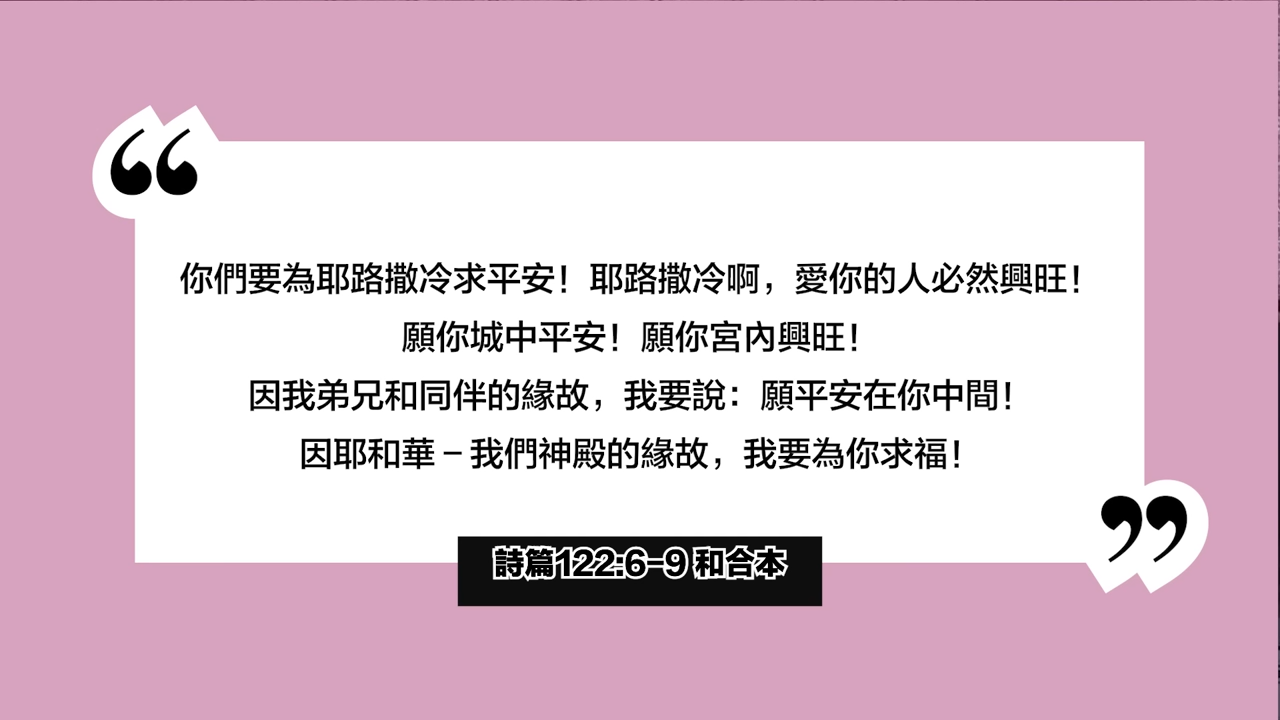 你們要為耶路撒冷求平安！耶路撒冷啊，愛你的人必然興旺！
願你城中平安！願你宮內興旺！
因我弟兄和同伴的緣故，我要說：願平安在你中間！
因耶和華－我們神殿的緣故，我要為你求福！
詩篇122:6-9 和合本